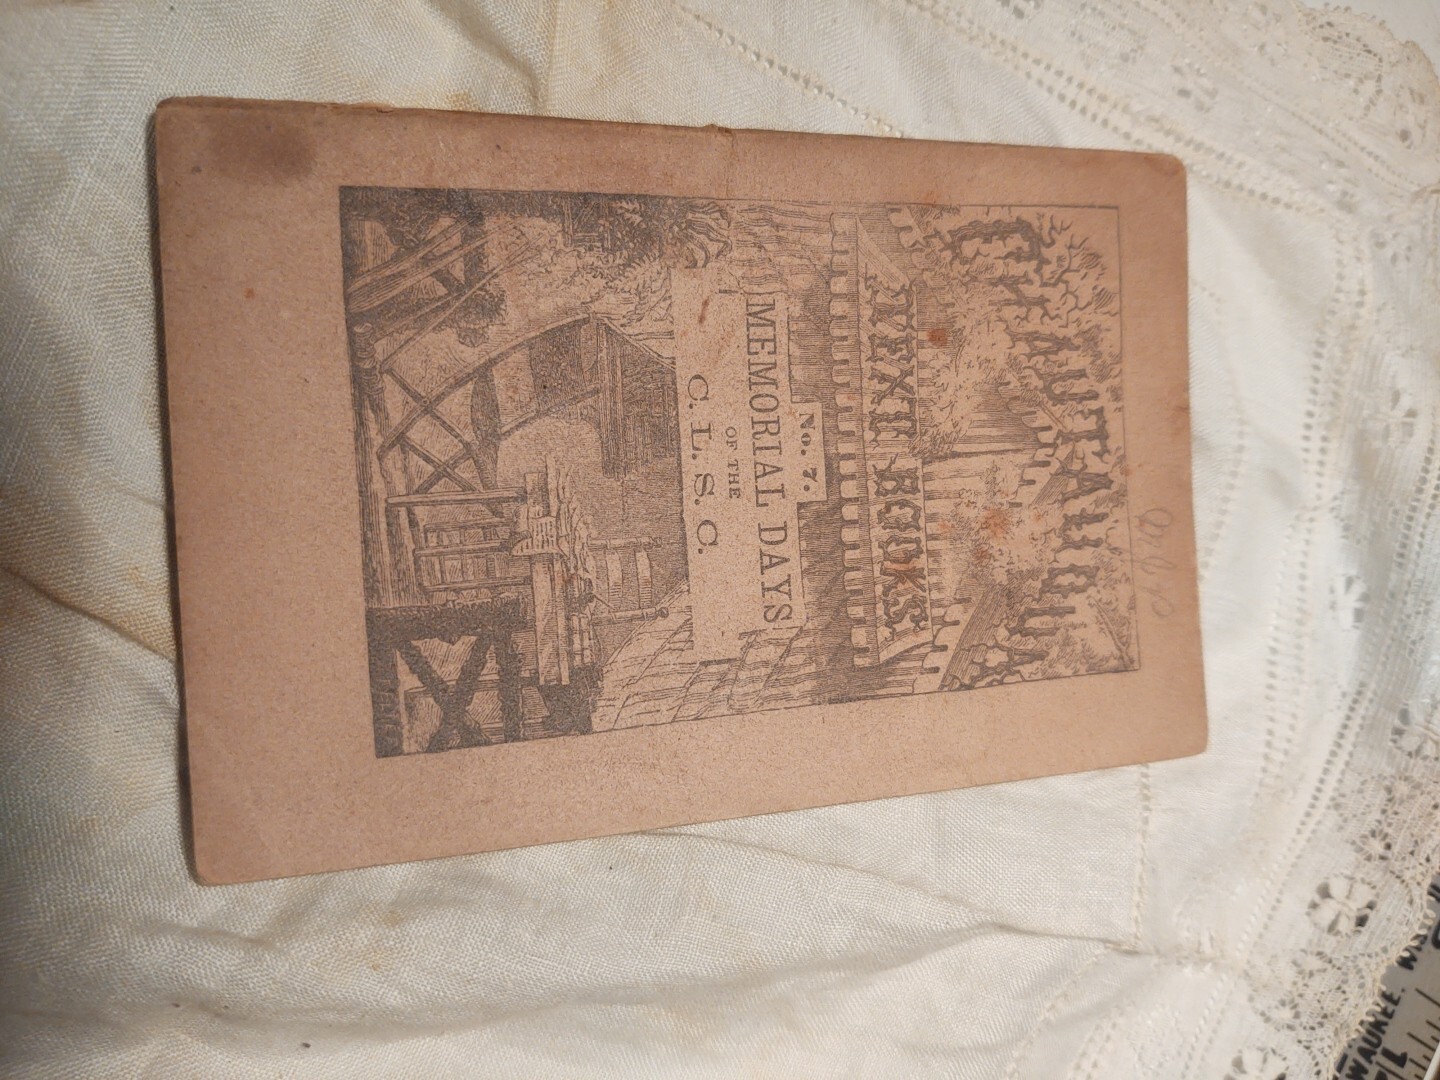 CHAUTAUQUA
TEXT BOOKS
No. 7.
MEMORIAL DAYS
OF THE
C. L. S. C.